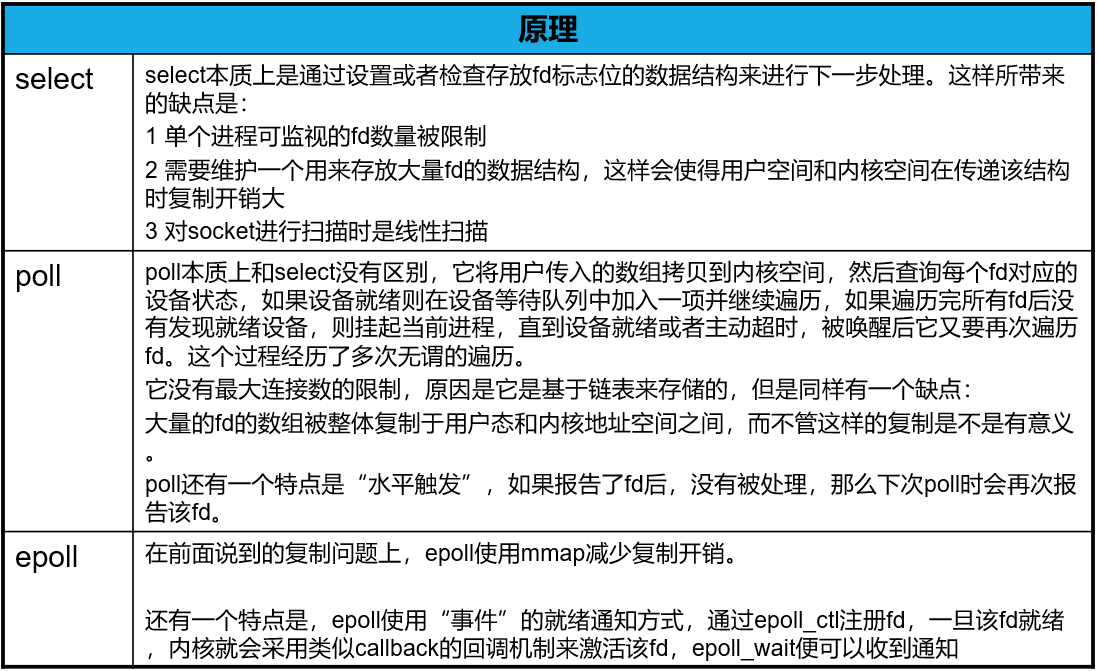 原理
select
select本质上是通过设置或者检查存放fd标志位的数据结构来进行下一步处理。这样所带来
的缺点是：
1 单个进程可监视的fd数量被限制
2 需要维护一个用来存放大量fd的数据结构，这样会使得用户空间和内核空间在传递该结构
时复制开销大
3 对socket进行扫描时是线性扫描
poll
poll本质上和select没有区别，它将用户传入的数组拷贝到内核空间，然后查询每个fd对应的
设备状态，如果设备就绪则在设备等待队列中加入一项并继续遍历，如果遍历完所有fd后没
有发现就绪设备，则挂起当前进程，直到设备就绪或者主动超时，被唤醒后它又要再次遍历
fd。这个过程经历了多次无谓的遍历。
它没有最大连接数的限制，原因是它是基于链表来存储的，但是同样有一个缺点：
大量的fd的数组被整体复制于用户态和内核地址空间之间，而不管这样的复制是不是有意义
。
poll还有一个特点是“水平触发”，如果报告了fd后，没有被处理，那么下次poll时会再次报
告该fd。
epoll
在前面说到的复制问题上，epoll使用mmap减少复制开销。
还有一个特点是，epoll使用“事件”的就绪通知方式，通过epoll_ctl注册fd，一旦该fd就绪
，内核就会采用类似callback的回调机制来激活该fd，epoll_wait便可以收到通知